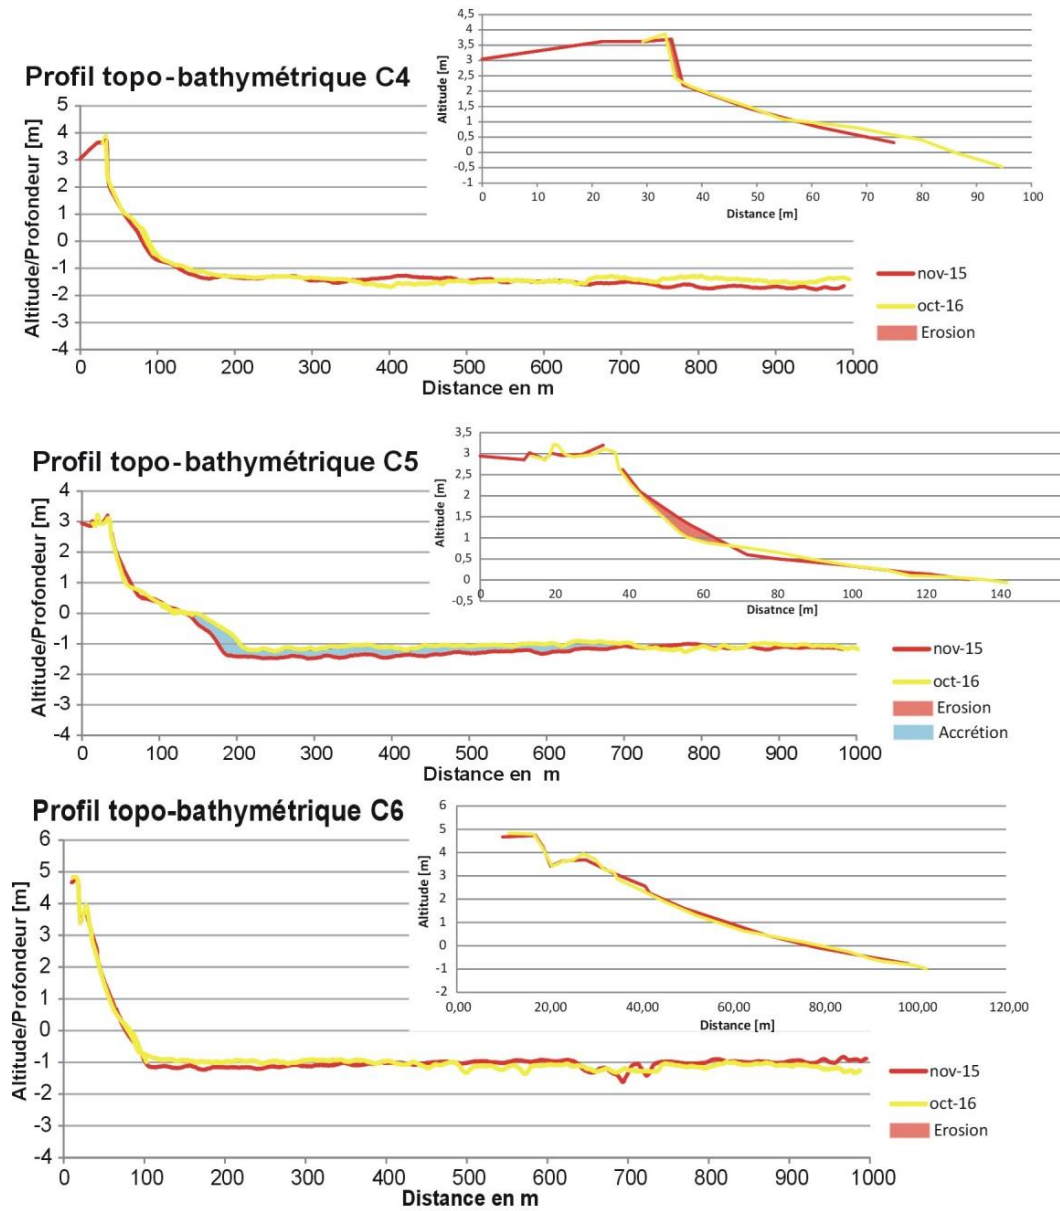 Profil topo-bathymétrique C4
Altitude/Profondeur [m]
5
4
3
2
1
0
-1
-2
-3
-4
0 100 200 300 400 500 600 700 800 900 1000
Distance en m
Altitude [m]
4,5
4
3,5
3
2,5
2
1,5
1
0,5
0
-0,5
-1
0 10 20 30 40 50 60 70 80 90 100
Distance [m]
nov-15
oct-16
Erosion
Profil topo-bathymétrique C5
Altitude/Profondeur [m]
4
3
2
1
0
-1
-2
-3
-4
0 100 200 300 400 500 600 700 800 900 1000
Distance en m
Altitude [m]
3,5
3
2,5
2
1,5
1
0,5
0
-0,5
0 20 40 60 80 100 120 140
Disatnce [m]
nov-15
oct-16
Erosion
Accrétion
Profil topo-bathymétrique C6
Altitude/Profondeur [m]
6
5
4
3
2
1
0
-1
-2
-3
-4
0 100 200 300 400 500 600 700 800 900 1000
Distance en m
Altitude [m]
6
5
4
3
2
1
0
-1
-2
0,00 20,00 40,00 60,00 80,00 100,00 120,00
Distance [m]
nov-15
oct-16
Erosion